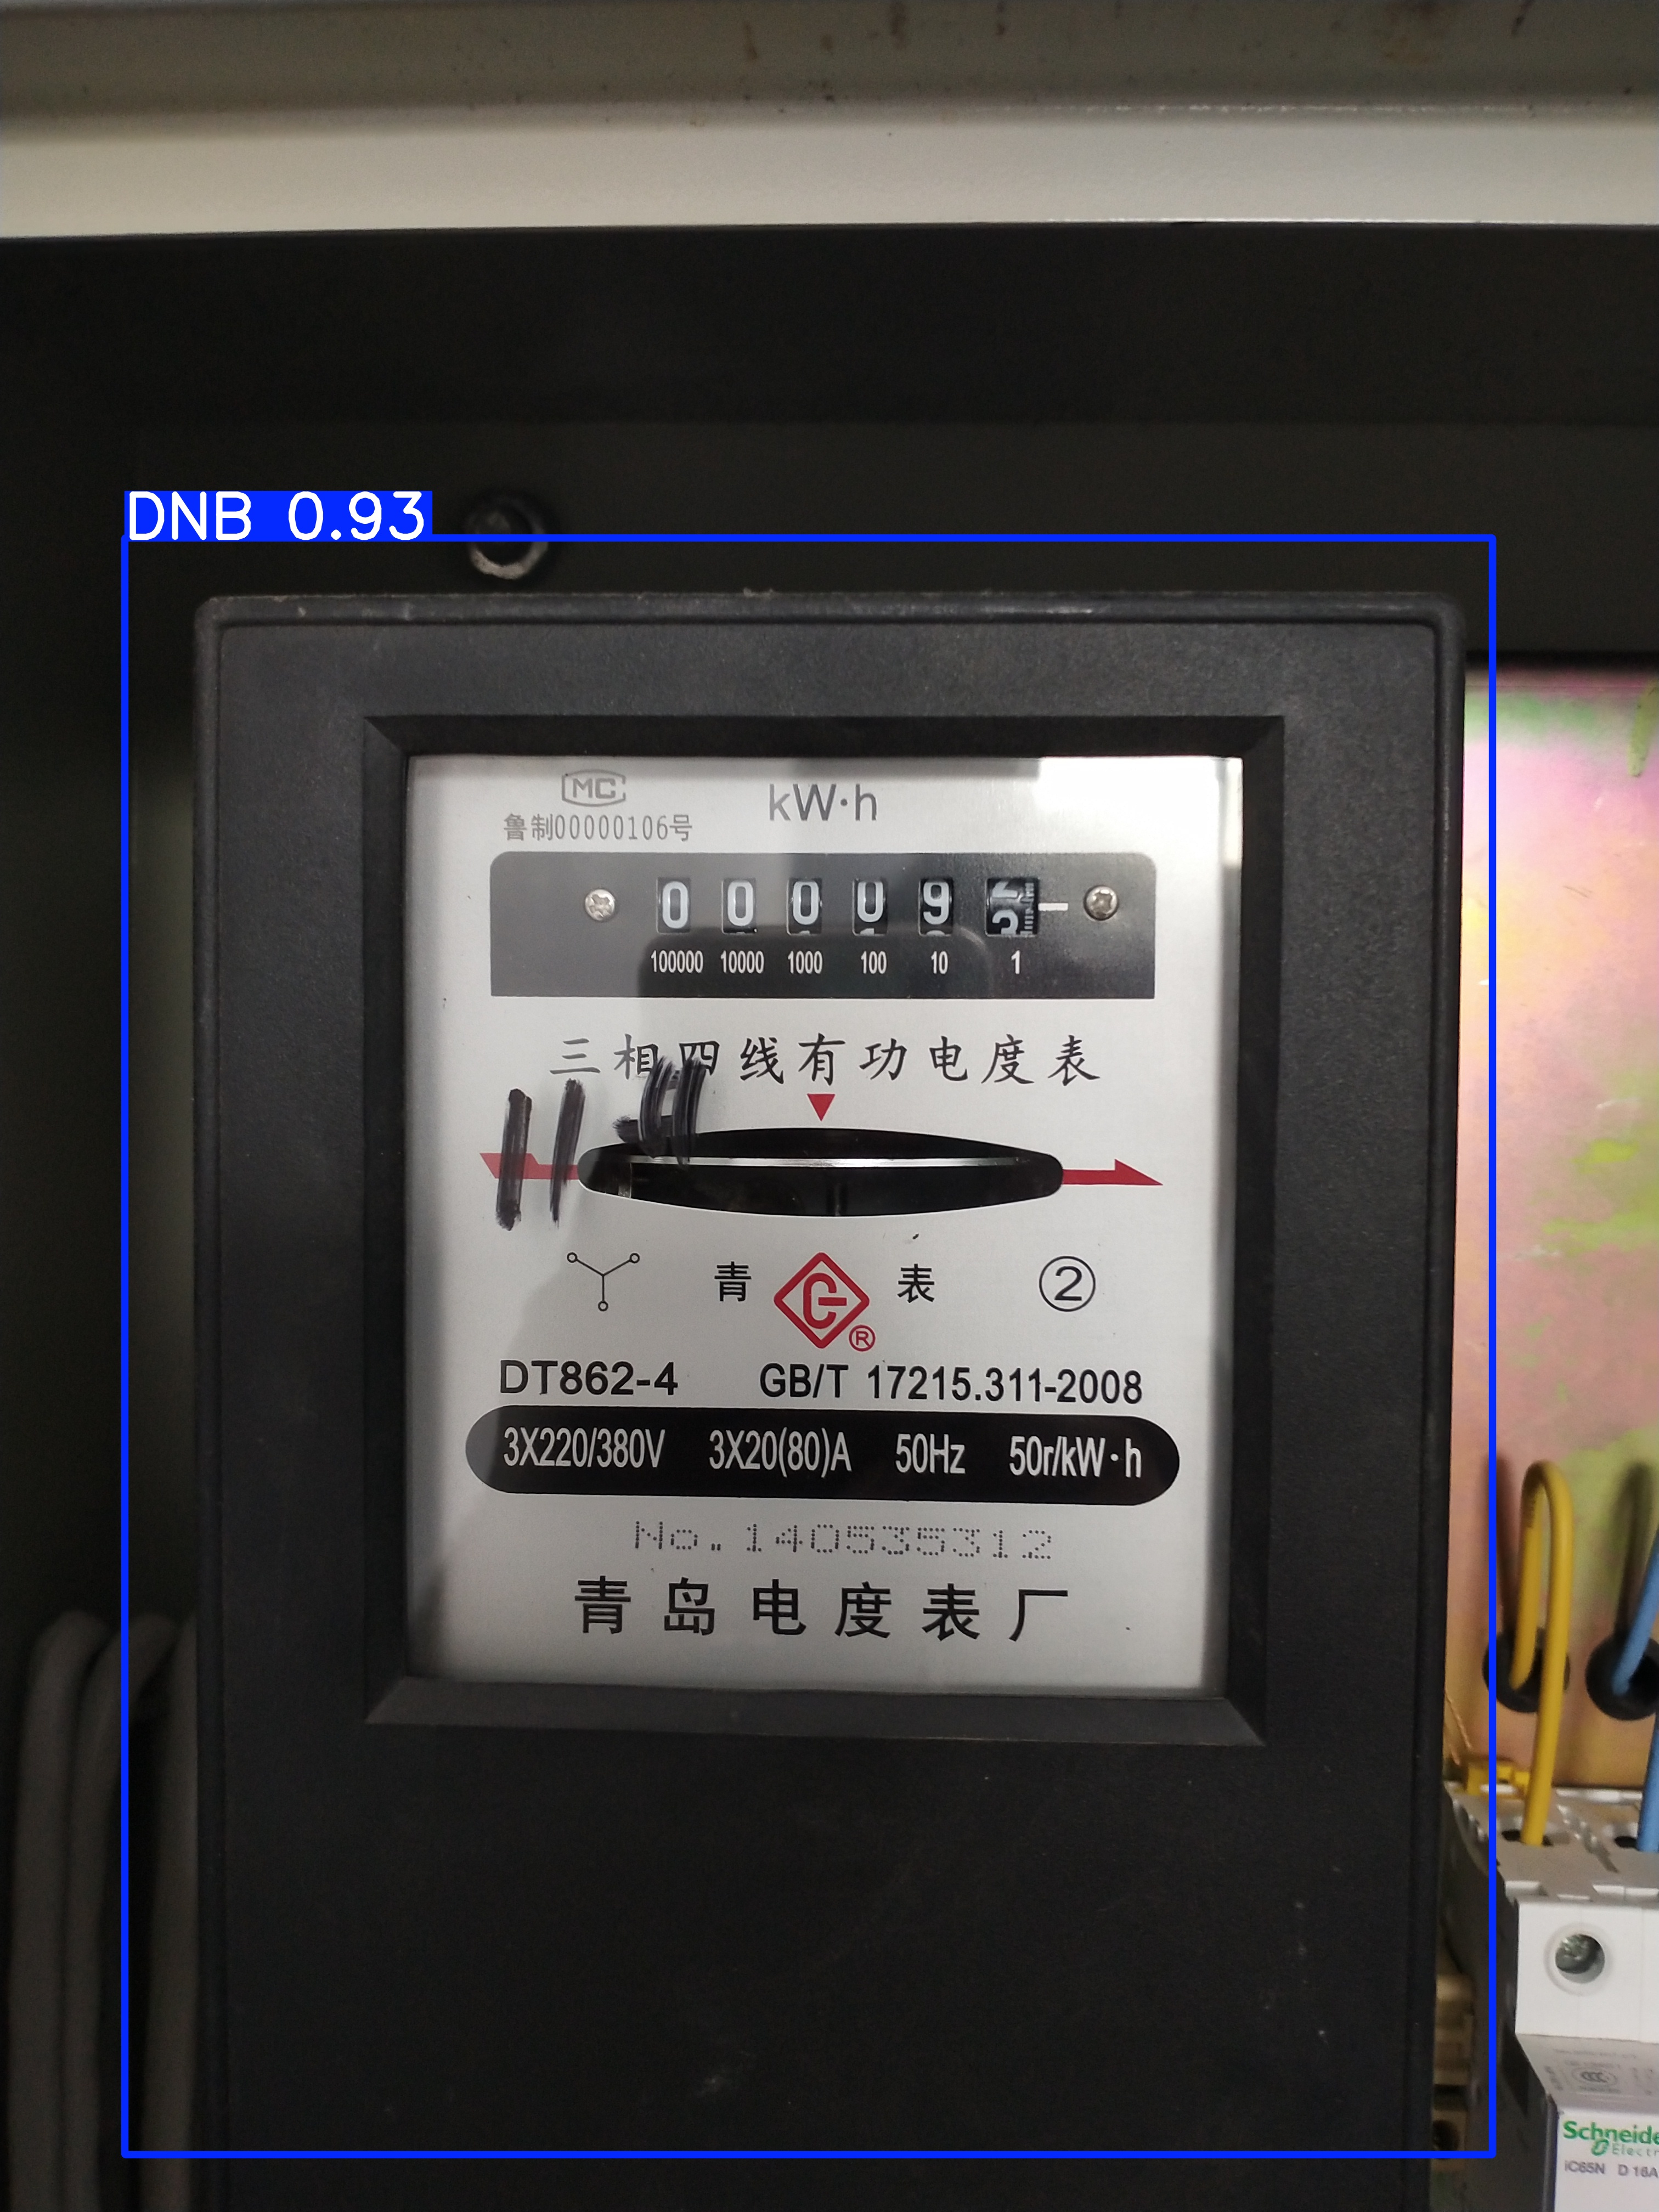 DNB 0.93
MC
kW·h
鲁制00000106号
0 0 0 0 9
100000 10000 1000 100 10 1
三相四线有功电度表
11
青 表 ②
®
DT862-4 GB/T 17215.311-2008
3X220/380V 3X20(80)A 50Hz 50r/kW·h
No.140535312
青岛电度表厂
Schneide
Electr
iC65N D 16A